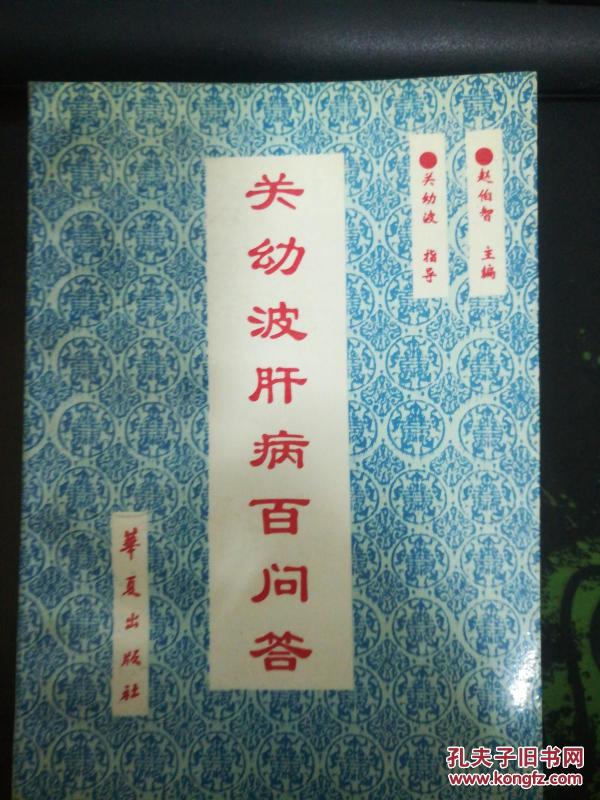 ●赵伯智 主编
●关幼波 指导
关幼波肝病百问答
華夏出版社
孔夫子旧书网
www.kongfz.com